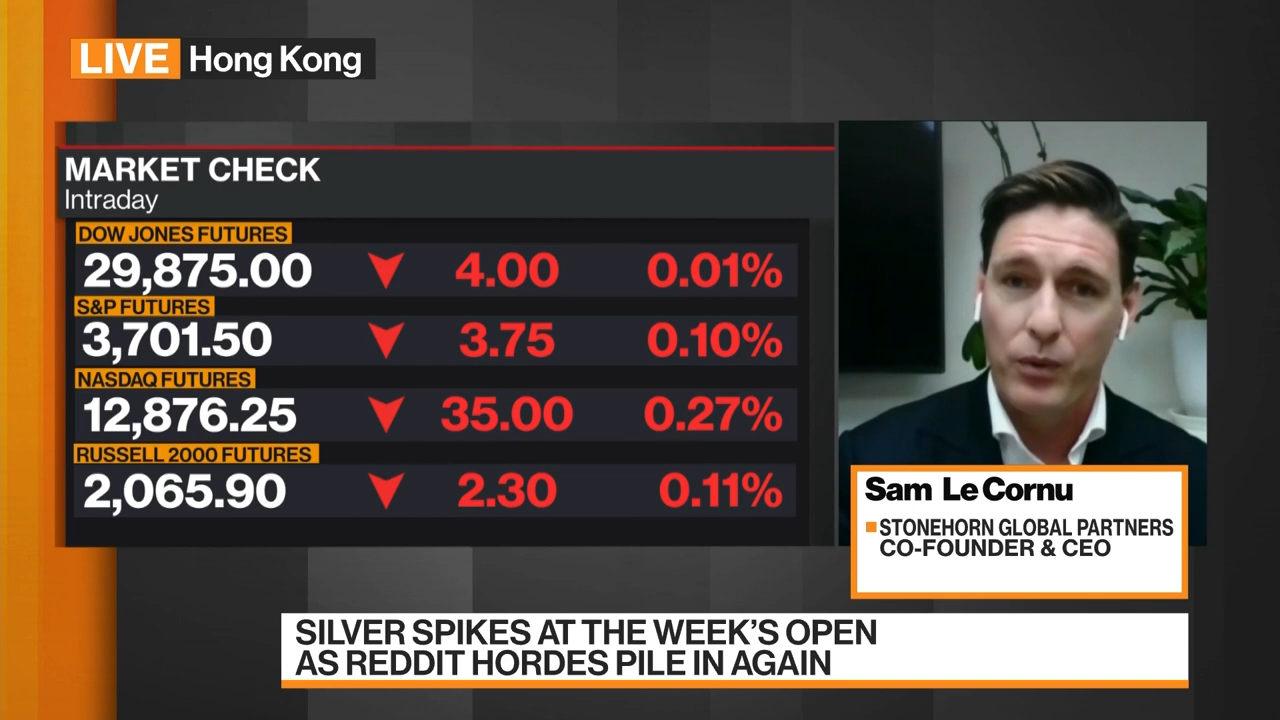 LIVE Hong Kong
MARKET CHECK
Intraday
DOW JONES FUTURES
29,875.00 4.00 0.01%
S&P FUTURES
3,701.50 3.75 0.10%
NASDAQ FUTURES
12,876.25 35.00 0.27%
RUSSELL 2000 FUTURES
2,065.90 2.30 0.11%
Sam Le Cornu
STONEHORN GLOBAL PARTNERS
CO-FOUNDER & CEO
SILVER SPIKES AT THE WEEK'S OPEN
AS REDDIT HORDES PILE IN AGAIN